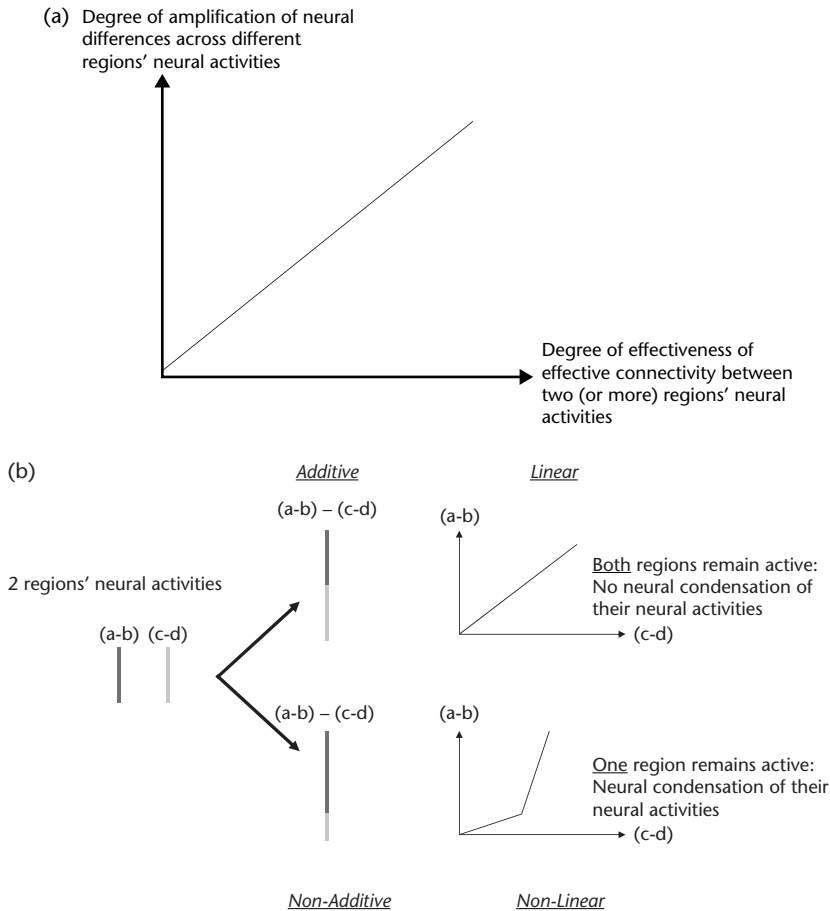 (a) Degree of amplification of neural
differences across different
regions’ neural activities
Degree of effectiveness of
effective connectivity between
two (or more) regions’ neural
activities
(b)
Additive
Linear
(a-b) – (c-d)
(a-b)
2 regions’ neural activities
Both regions remain active:
No neural condensation of
their neural activities
(a-b) (c-d)
(c-d)
(a-b) – (c-d)
(a-b)
One region remains active:
Neural condensation of their
neural activities
(c-d)
Non-Additive
Non-Linear